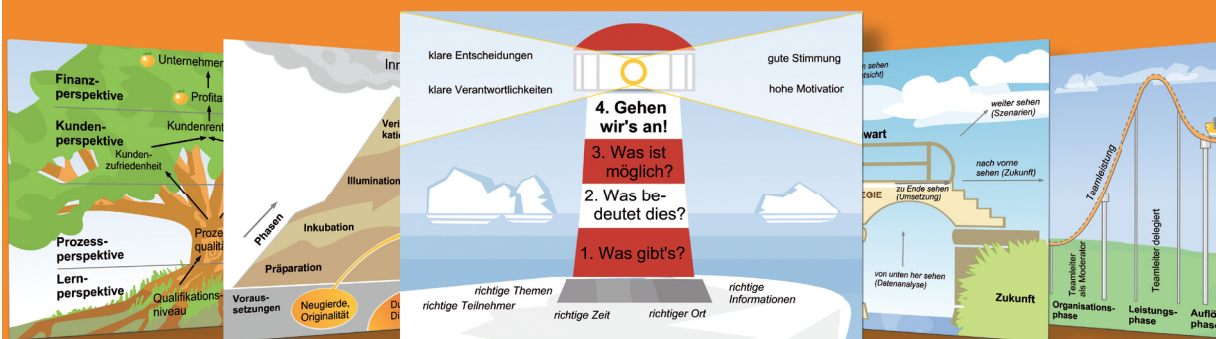 Finanz-
perspektive
Kunden-
perspektive
Kunden-
zufriedenheit
Prozess-
perspektive
Lern-
perspektive
Qualifikations-
niveau
Phasen
Illumination
Inkubation
Präparation
Voraus-
setzungen
Neugierde,
Originalität
klare Entscheidungen
klare Verantwortlichkeiten
gute Stimmung
hohe Motivation
4. Gehen
wir's an!
3. Was ist
möglich?
2. Was be-
deutet dies?
1. Was gibt's?
richtige Themen
richtige Teilnehmer
richtige Zeit
richtiger Ort
richtige
Informationen
weiter sehen
(Szenarien)
nach vorne
sehen (Zukunft)
zu Ende sehen
(Umsetzung)
von unten her sehen
(Datenanalyse)
Zukunft
Teamleistung
Teamleiter
als Moderator
Teamleiter delegiert
Organisations-
phase
Leistungs-
phase